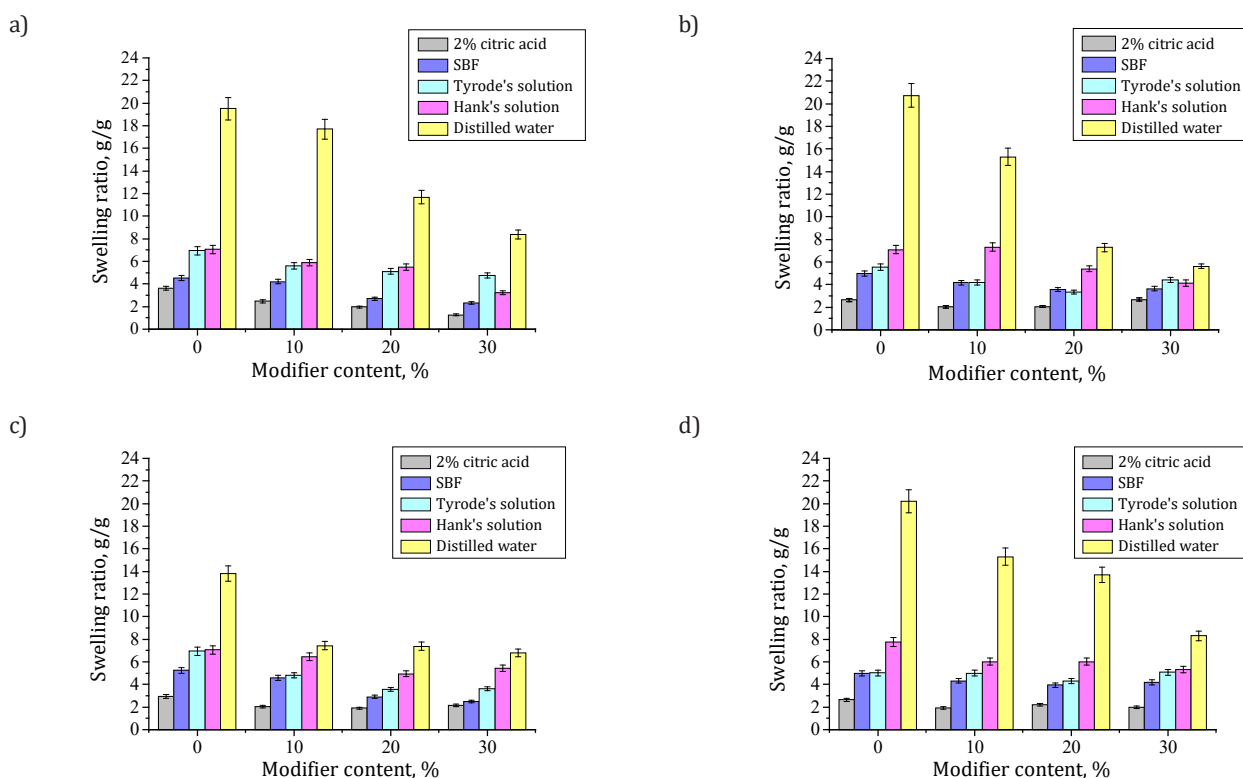 a)
2% citric acid
SBF
Tyrode's solution
Hank's solution
Distilled water
24
22
20
18
16
14
12
10
8
6
4
2
0
Swelling ratio, g/g
0 10 20 30
Modifier content, %
b)
2% citric acid
SBF
Tyrode's solution
Hank's solution
Distilled water
24
22
20
18
16
14
12
10
8
6
4
2
0
Swelling ratio, g/g
0 10 20 30
Modifier content, %
c)
2% citric acid
SBF
Tyrode's solution
Hank's solution
Distilled water
24
22
20
18
16
14
12
10
8
6
4
2
0
Swelling ratio, g/g
0 10 20 30
Modifier content, %
d)
2% citric acid
SBF
Tyrode's solution
Hank's solution
Distilled water
24
22
20
18
16
14
12
10
8
6
4
2
0
Swelling ratio, g/g
0 10 20 30
Modifier content, %